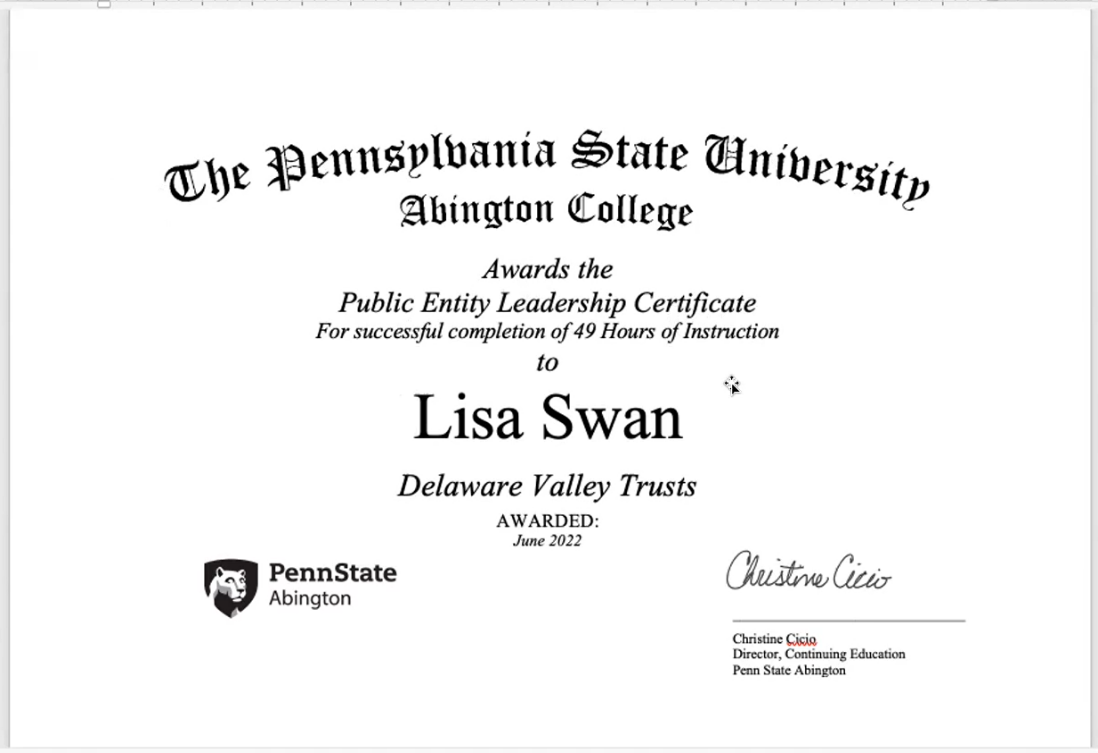 The Pennsylvania State University
Abington College
Awards the
Public Entity Leadership Certificate
For successful completion of 49 Hours of Instruction
to
Lisa Swan
Delaware Valley Trusts
AWARDED:
June 2022
PennState
Abington
Christine Cicio
Christine Cicio
Director, Continuing Education
Penn State Abington